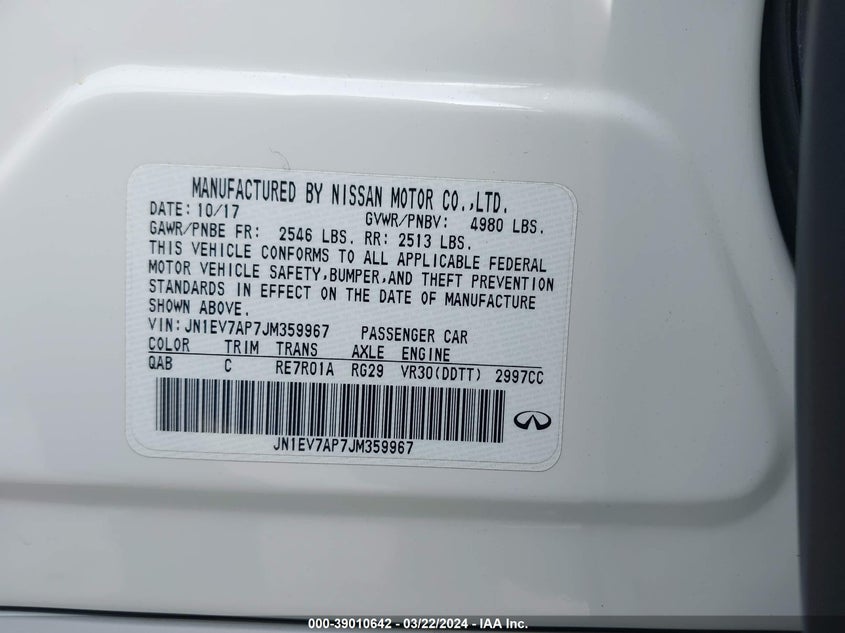 MANUFACTURED BY NISSAN MOTOR CO.,LTD.
DATE: 10/17 GVWR/PNBV: 4980 LBS.
GAWR/PNBE FR: 2546 LBS. RR: 2513 LBS.
THIS VEHICLE CONFORMS TO ALL APPLICABLE FEDERAL
MOTOR VEHICLE SAFETY,BUMPER,AND THEFT PREVENTION
STANDARDS IN EFFECT ON THE DATE OF MANUFACTURE
SHOWN ABOVE.
VIN:JN1EV7AP7JM359967 PASSENGER CAR
COLOR TRIM TRANS AXLE ENGINE
QAB C RE7R01A RG29 VR30(DDTT) 2997CC
JN1EV7AP7JM359967
000-39010642 - 03/22/2024 - IAA Inc.